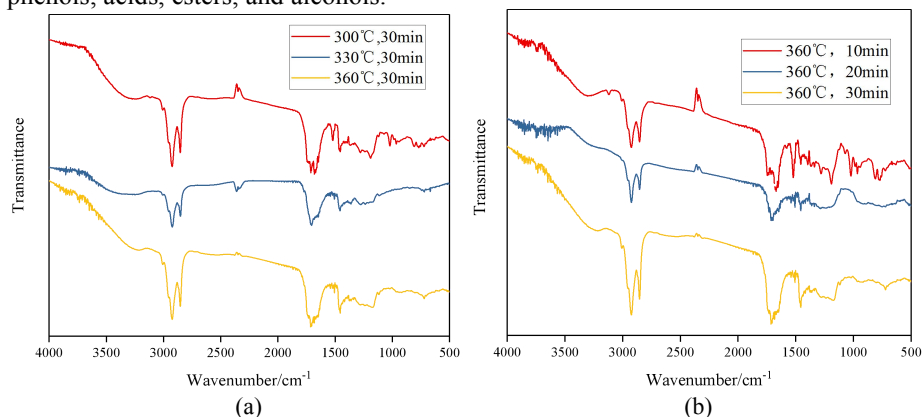 phenols, acids, esters, and alcohols.
300℃,30min
330℃,30min
360℃,30min
Transmittance
4000 3500 3000 2500 2000 1500 1000 500
Wavenumber/cm⁻¹
(a)
360℃，10min
360℃，20min
360℃，30min
Transmittance
4000 3500 3000 2500 2000 1500 1000 500
Wavenumber/cm⁻¹
(b)